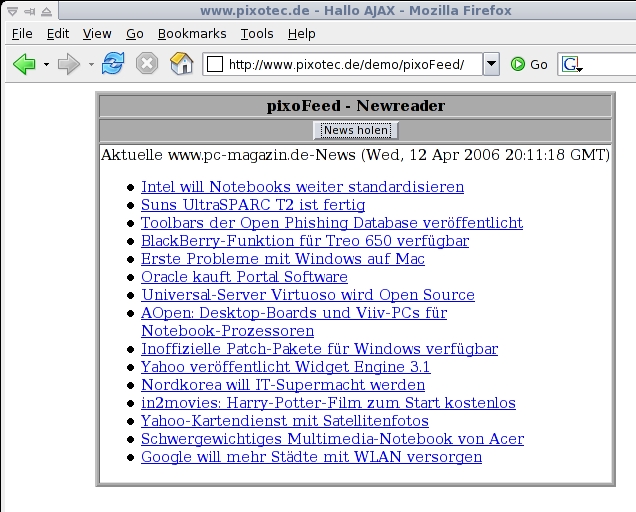 www.pixotec.de - Hallo AJAX - Mozilla Firefox
File Edit View Go Bookmarks Tools Help
http://www.pixotec.de/demo/pixoFeed/ Go G
pixoFeed - Newreader
News holen
Aktuelle www.pc-magazin.de-News (Wed, 12 Apr 2006 20:11:18 GMT)
Intel will Notebooks weiter standardisieren
Suns UltraSPARC T2 ist fertig
Toolbars der Open Phishing Database veröffentlicht
BlackBerry-Funktion für Treo 650 verfügbar
Erste Probleme mit Windows auf Mac
Oracle kauft Portal Software
Universal-Server Virtuoso wird Open Source
AOpen: Desktop-Boards und Viiv-PCs für
Notebook-Prozessoren
Inoffizielle Patch-Pakete für Windows verfügbar
Yahoo veröffentlicht Widget Engine 3.1
Nordkorea will IT-Supermacht werden
in2movies: Harry-Potter-Film zum Start kostenlos
Yahoo-Kartendienst mit Satellitenfotos
Schwergewichtiges Multimedia-Notebook von Acer
Google will mehr Städte mit WLAN versorgen